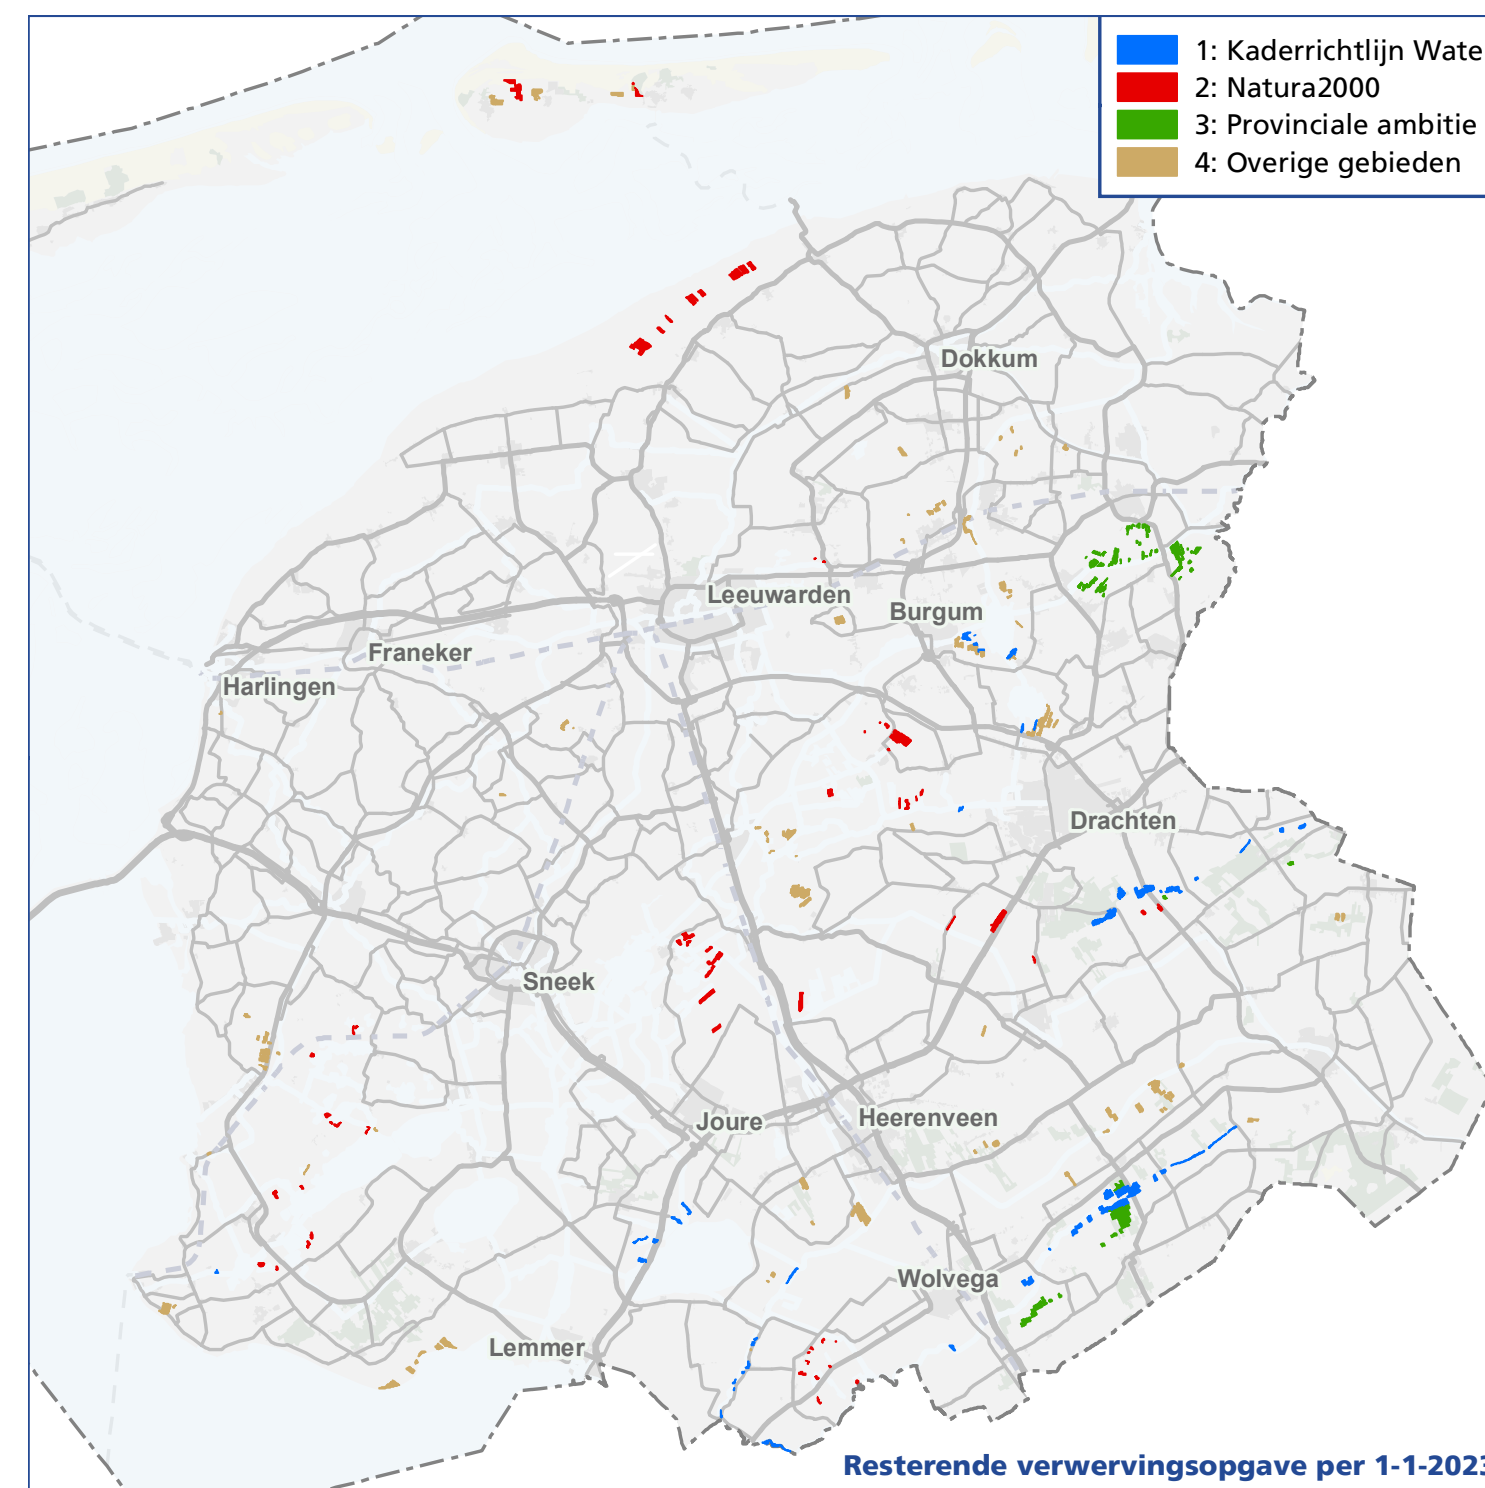 1: Kaderrichtlijn Wate
2: Natura2000
3: Provinciale ambitie
4: Overige gebieden
Dokkum
Leeuwarden
Burgum
Franeker
Harlingen
Drachten
Sneek
Joure
Heerenveen
Wolvega
Lemmer
Resterende verwervingsopgave per 1-1-2023